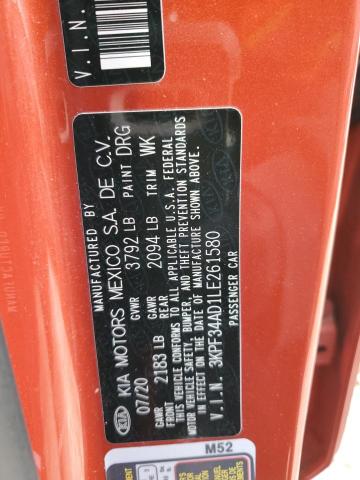 V.I.N.
MANUFACTURED BY
KIA MOTORS MEXICO S.A. DE C.V.
07/20 GVWR 3792 LB PAINT DRG
GAWR FRONT 2183 LB GAWR REAR 2094 LB TRIM WK
THIS VEHICLE CONFORMS TO ALL APPLICABLE U.S.A. FEDERAL
MOTOR VEHICLE SAFETY, BUMPER, AND THEFT PREVENTION STANDARDS
IN EFFECT ON THE DATE OF MANUFACTURE SHOWN ABOVE.
V.I.N. 3KPF34AD1LE261580
PASSENGER CAR
KIA
M52